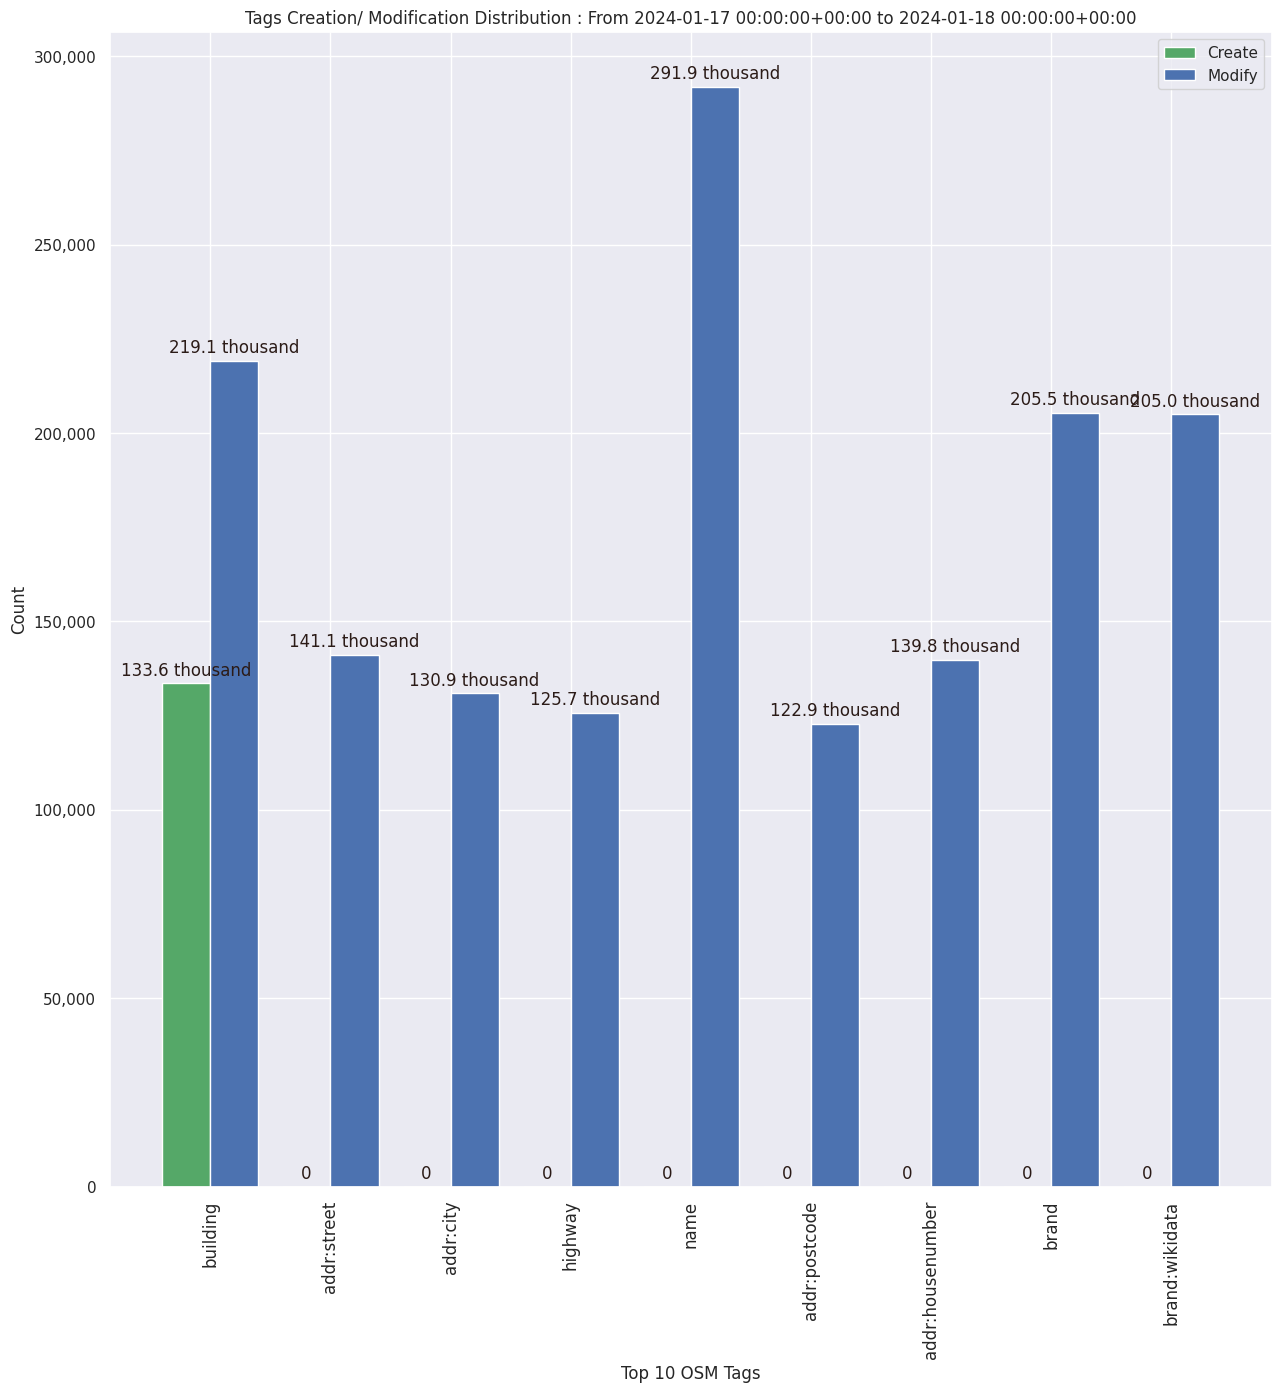 Tags Creation/ Modification Distribution : From 2024-01-17 00:00:00+00:00 to 2024-01-18 00:00:00+00:00
Create
Modify
300,000
250,000
200,000
150,000
100,000
50,000
0
Count
133.6 thousand
219.1 thousand
0
141.1 thousand
0
130.9 thousand
0
125.7 thousand
0
291.9 thousand
0
122.9 thousand
0
139.8 thousand
0
205.5 thousand
0
205.0 thousand
building
addr:street
addr:city
highway
name
addr:postcode
addr:housenumber
brand
brand:wikidata
Top 10 OSM Tags